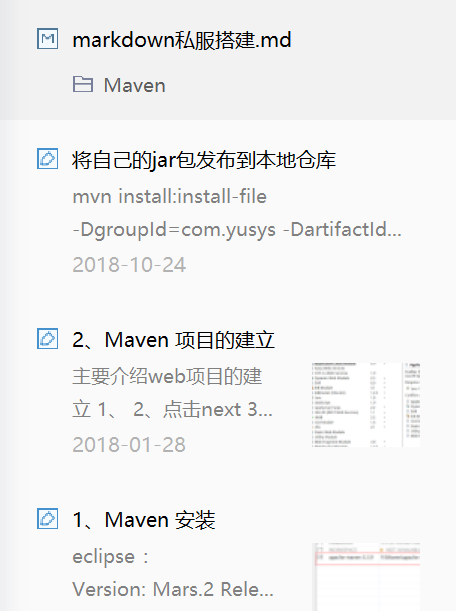 markdown私服搭建.md
Maven
将自己的jar包发布到本地仓库
mvn install:install-file
-DgroupId=com.yusys -DartifactId...
2018-10-24
2、Maven 项目的建立
主要介绍web项目的建
立 1、 2、点击next 3...
2018-01-28
1、Maven 安装
eclipse：
Version: Mars.2 Rele...